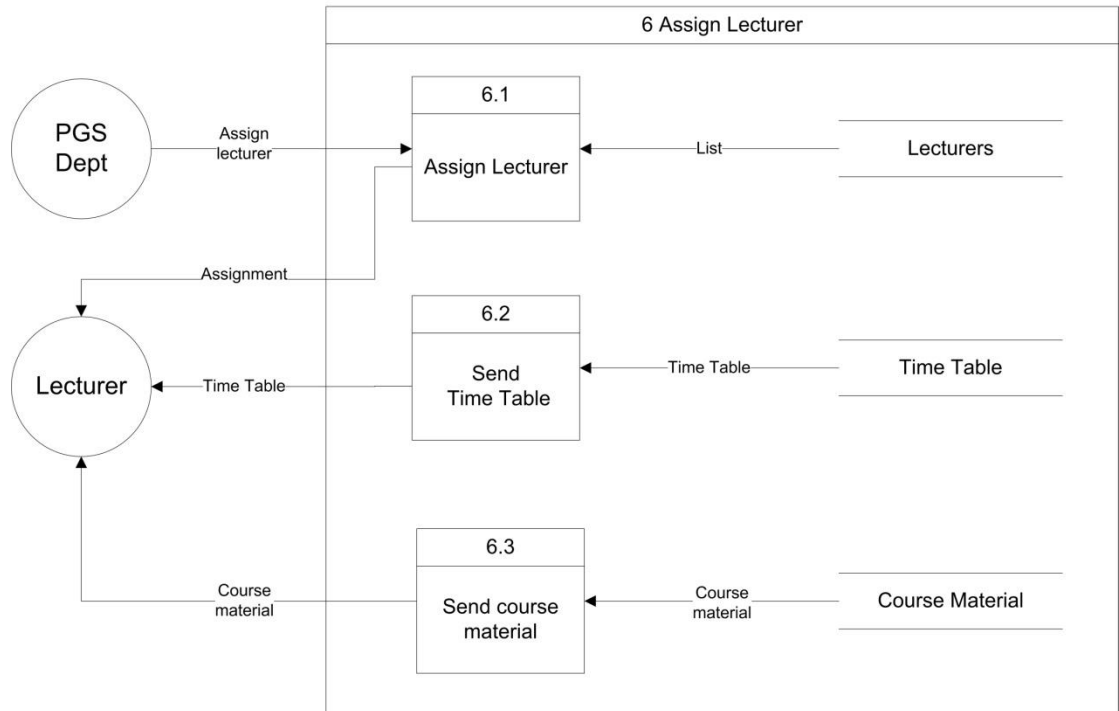 6 Assign Lecturer
6.1
PGS
Dept
Assign
lecturer
Assign Lecturer
List
Lecturers
Assignment
6.2
Lecturer
Time Table
Send
Time Table
Time Table
Time Table
6.3
Course
material
Send course
material
Course
material
Course Material